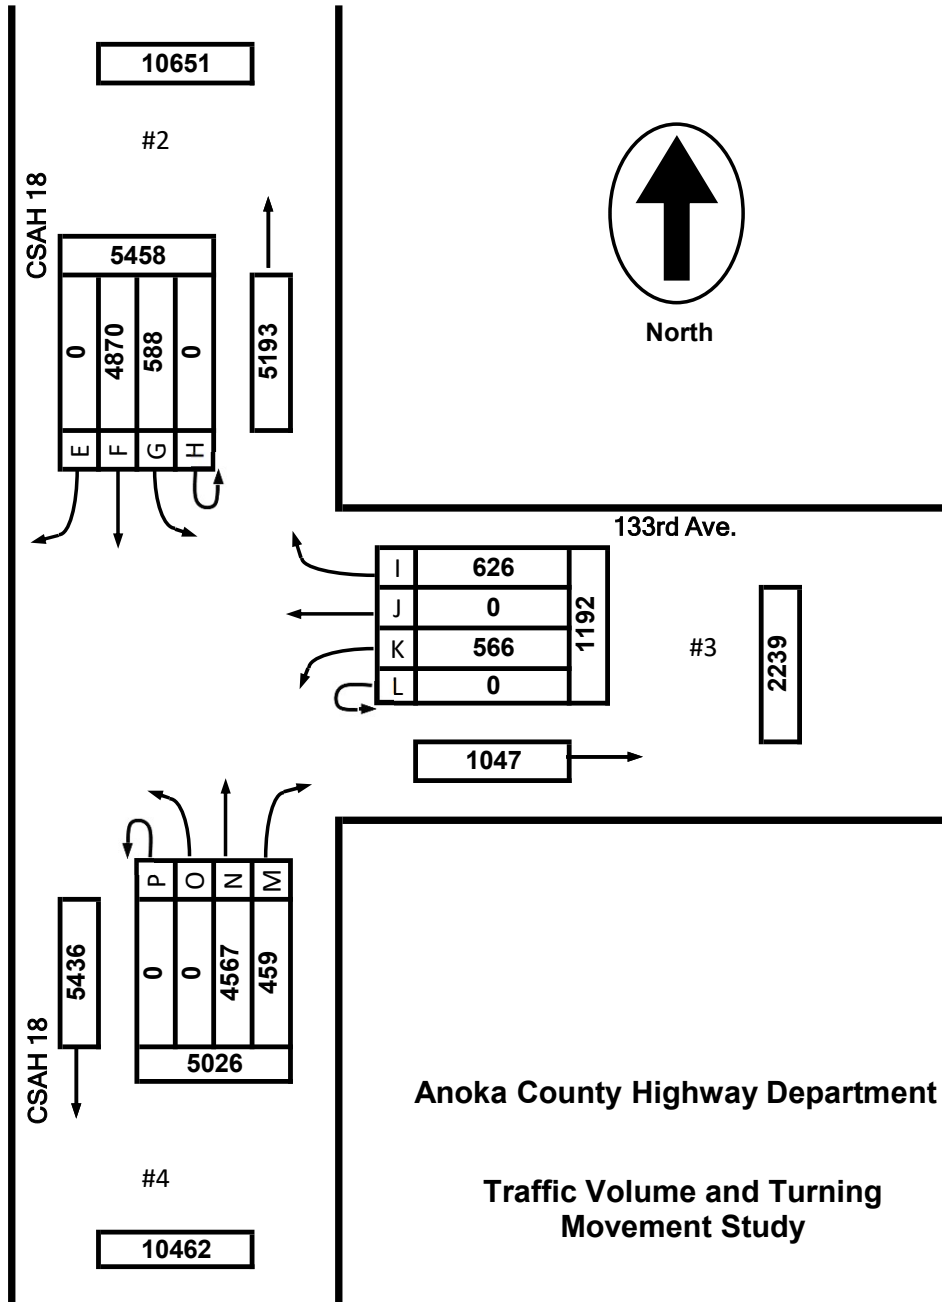 10651
#2
CSAH 18
5458
0
4870
588
0
5193
E
F
G
H
North
133rd Ave.
I
626
J
0
K
566
L
0
1192
#3
2239
1047
P
O
N
M
0
0
4567
459
5436
5026
CSAH 18
#4
10462
Anoka County Highway Department
Traffic Volume and Turning
Movement Study